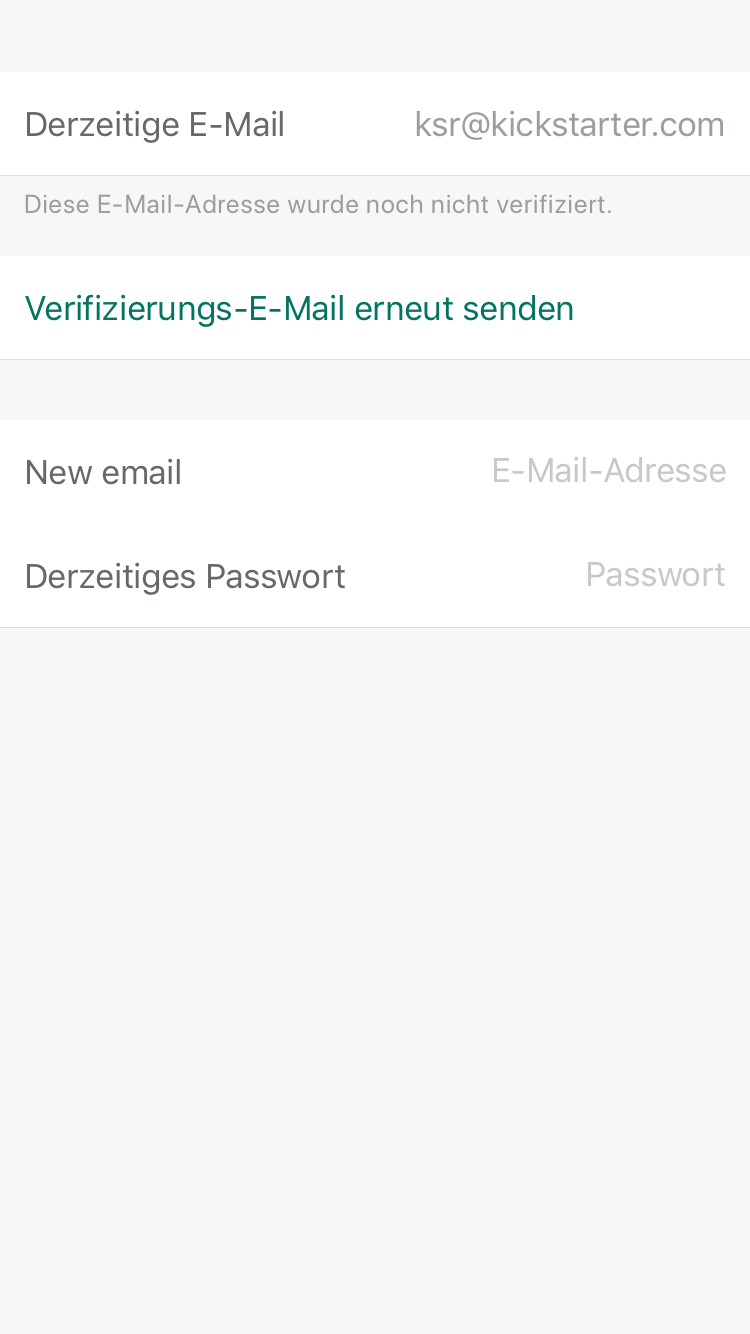 Derzeitige E-Mail ksr@kickstarter.com
Diese E-Mail-Adresse wurde noch nicht verifiziert.
Verifizierungs-E-Mail erneut senden
New email E-Mail-Adresse
Derzeitiges Passwort Passwort